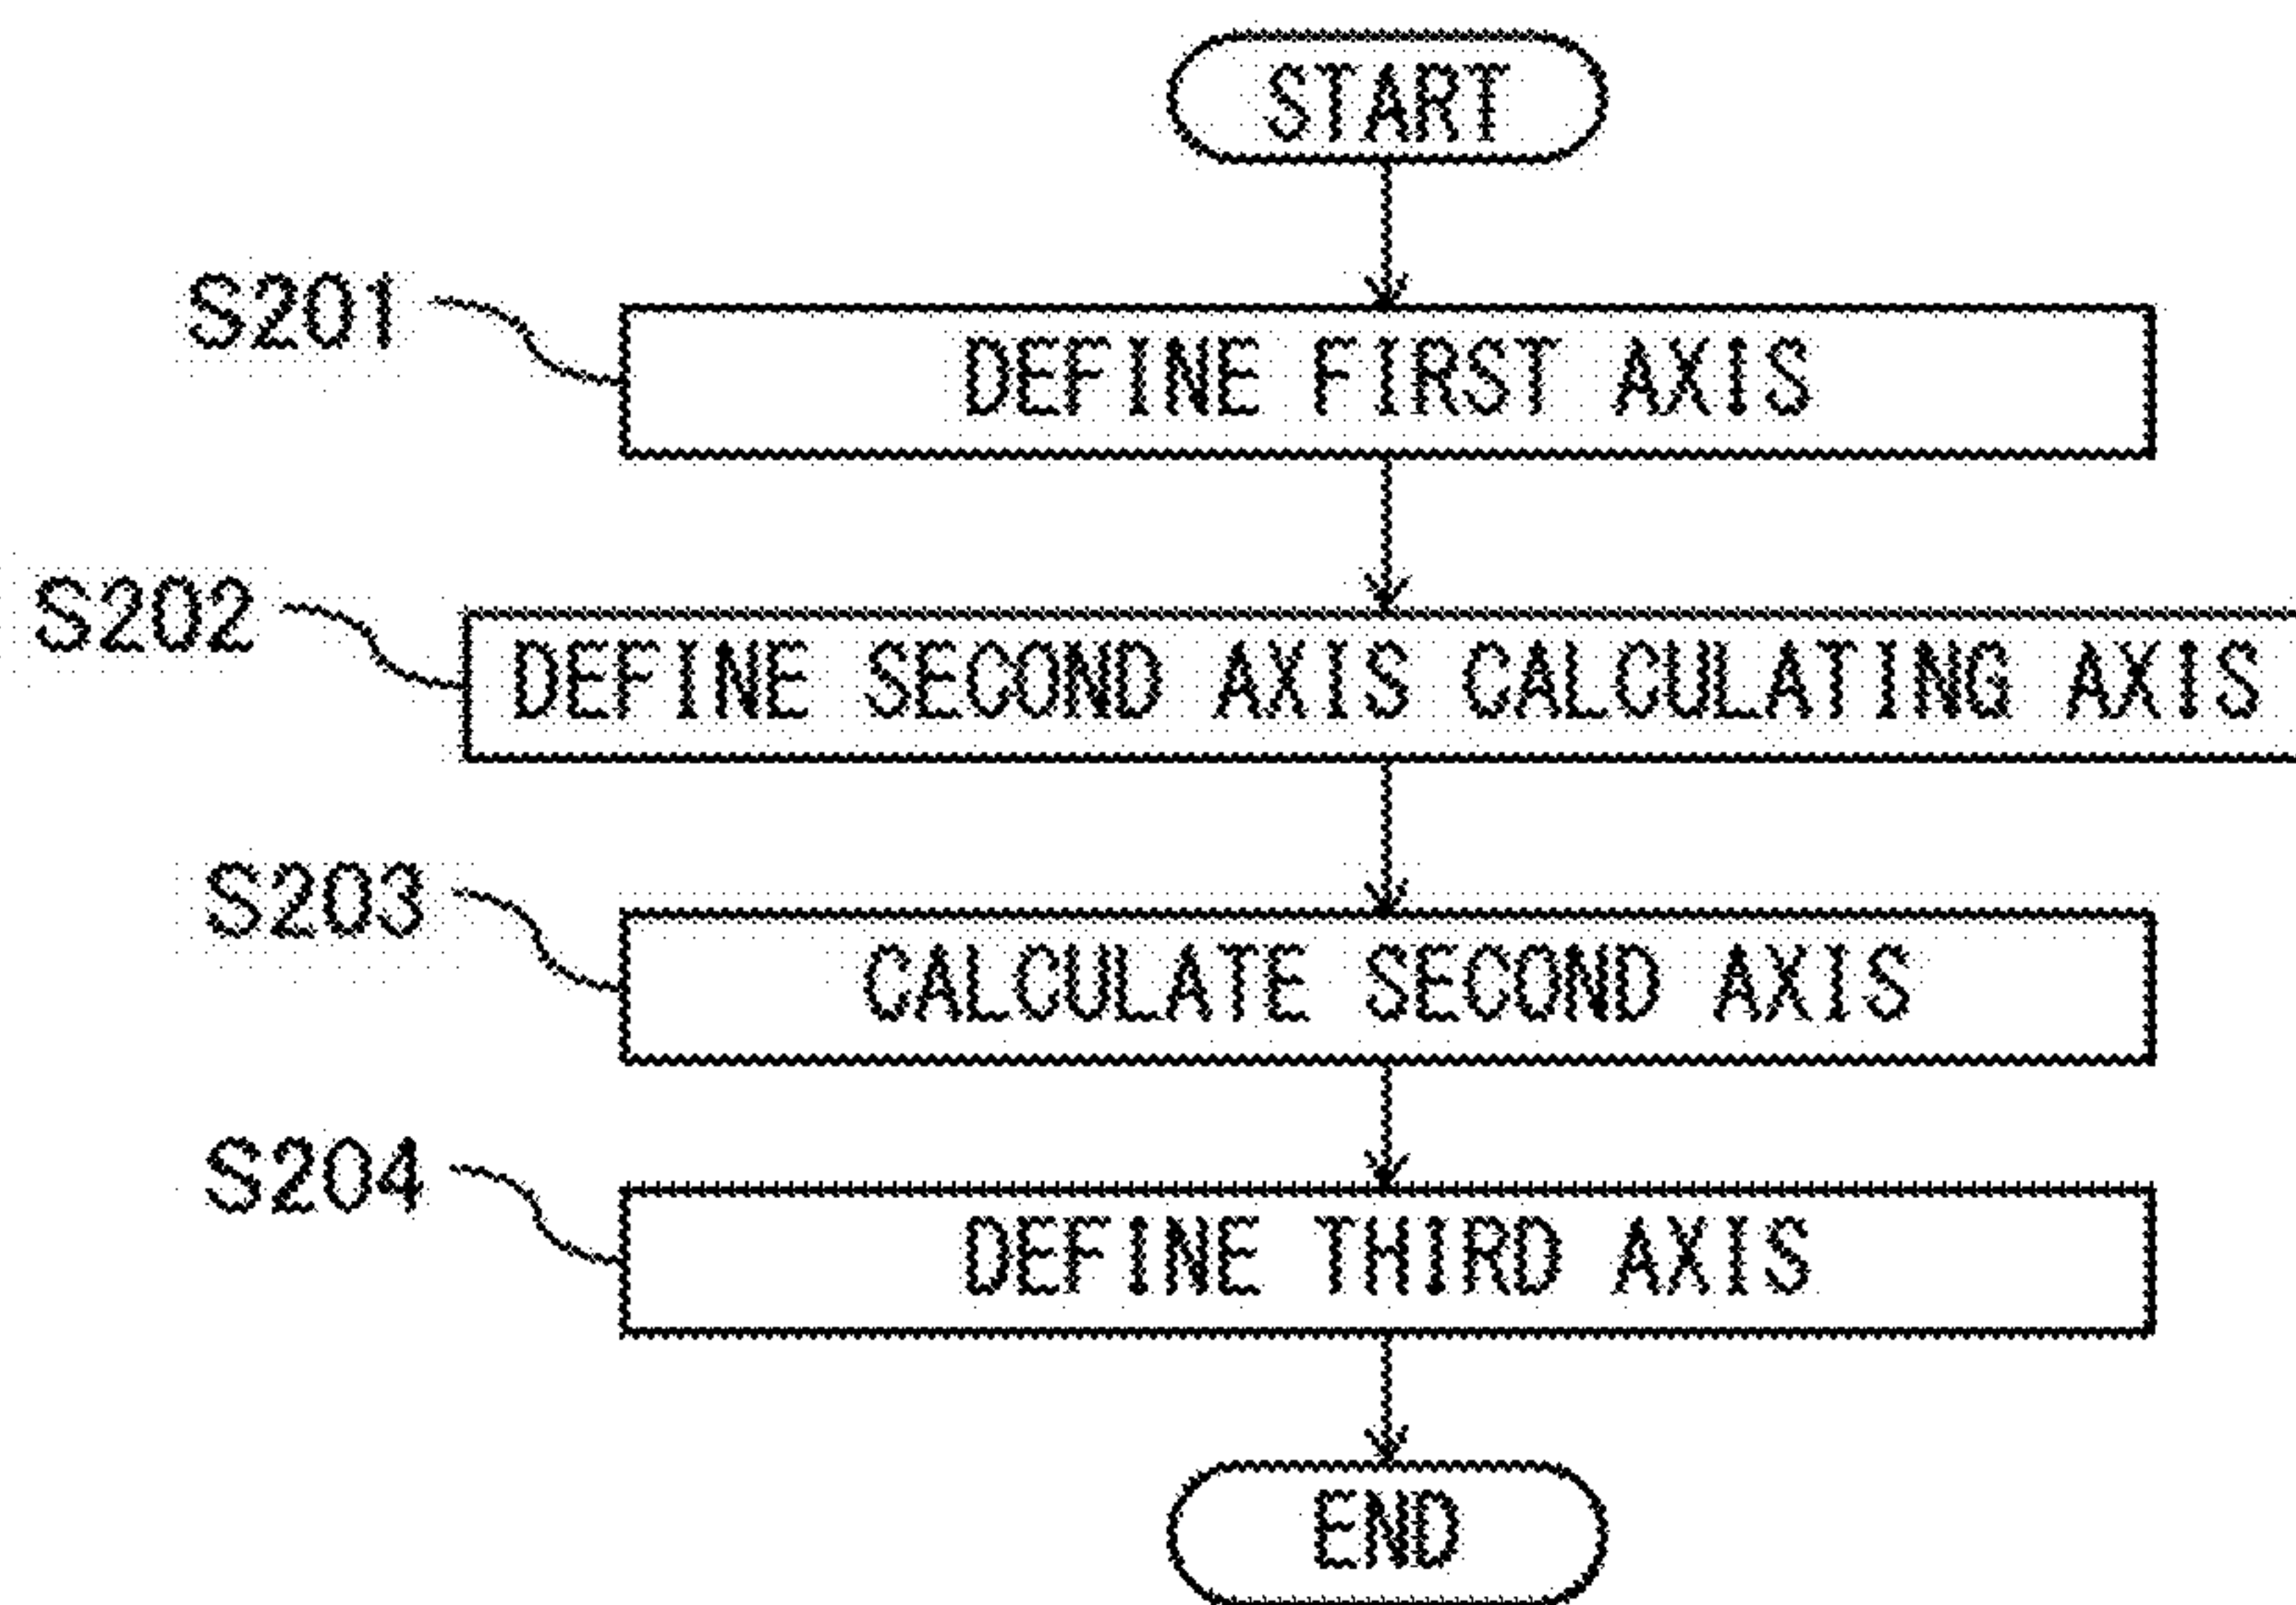 START
S201
DEFINE FIRST AXIS
S202
DEFINE SECOND AXIS CALCULATING AXIS
S203
CALCULATE SECOND AXIS
S204
DEFINE THIRD AXIS
END